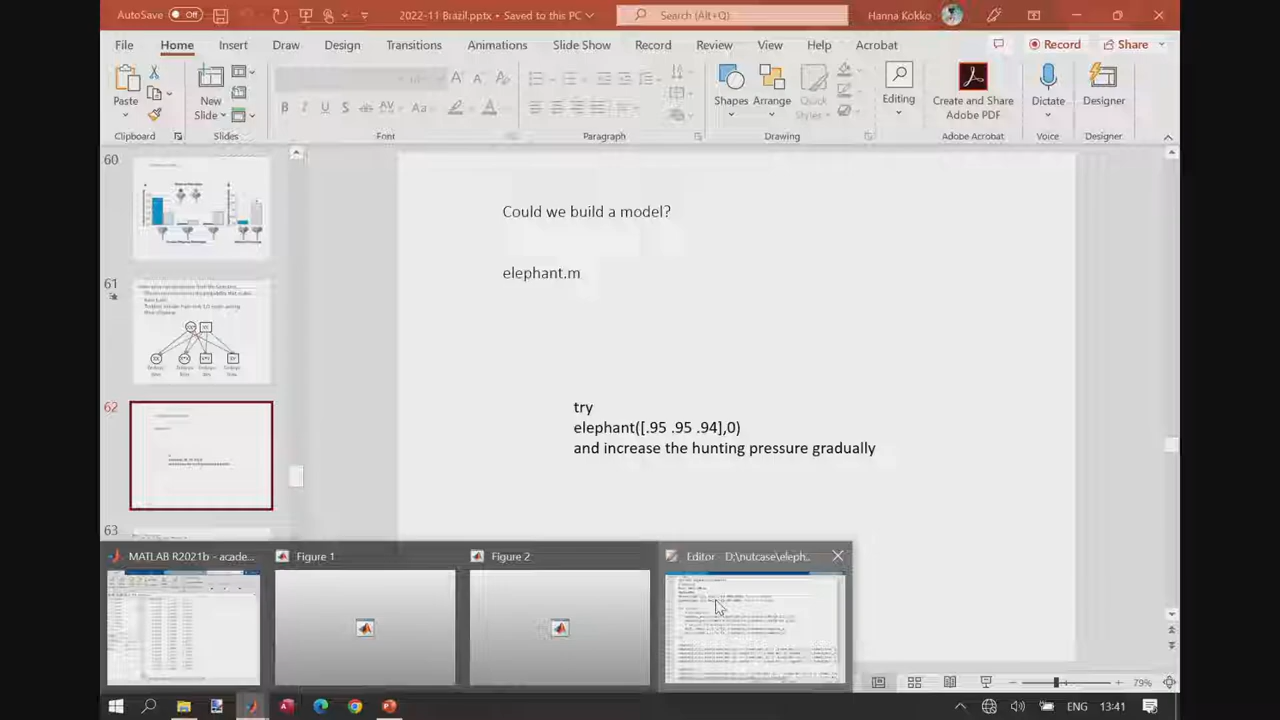 AutoSave Off 2022-11 Brazil.pptx • Saved to this PC Search (Alt+Q) Hanna Kokko
File Home Insert Draw Design Transitions Animations Slide Show Record Review View Help Acrobat Record Share
Paste New Slide Shapes Arrange Quick Styles Editing Create and Share Adobe PDF Dictate Designer
Clipboard Slides Font Paragraph Drawing Adobe Acrobat Voice Designer
60
61
62
63
Could we build a model?
elephant.m
try
elephant([.95 .95 .94],0)
and increase the hunting pressure gradually
MATLAB R2021b - acade... Figure 1 Figure 2 Editor - D:\nutcase\eleph...
79%
ENG 13:41